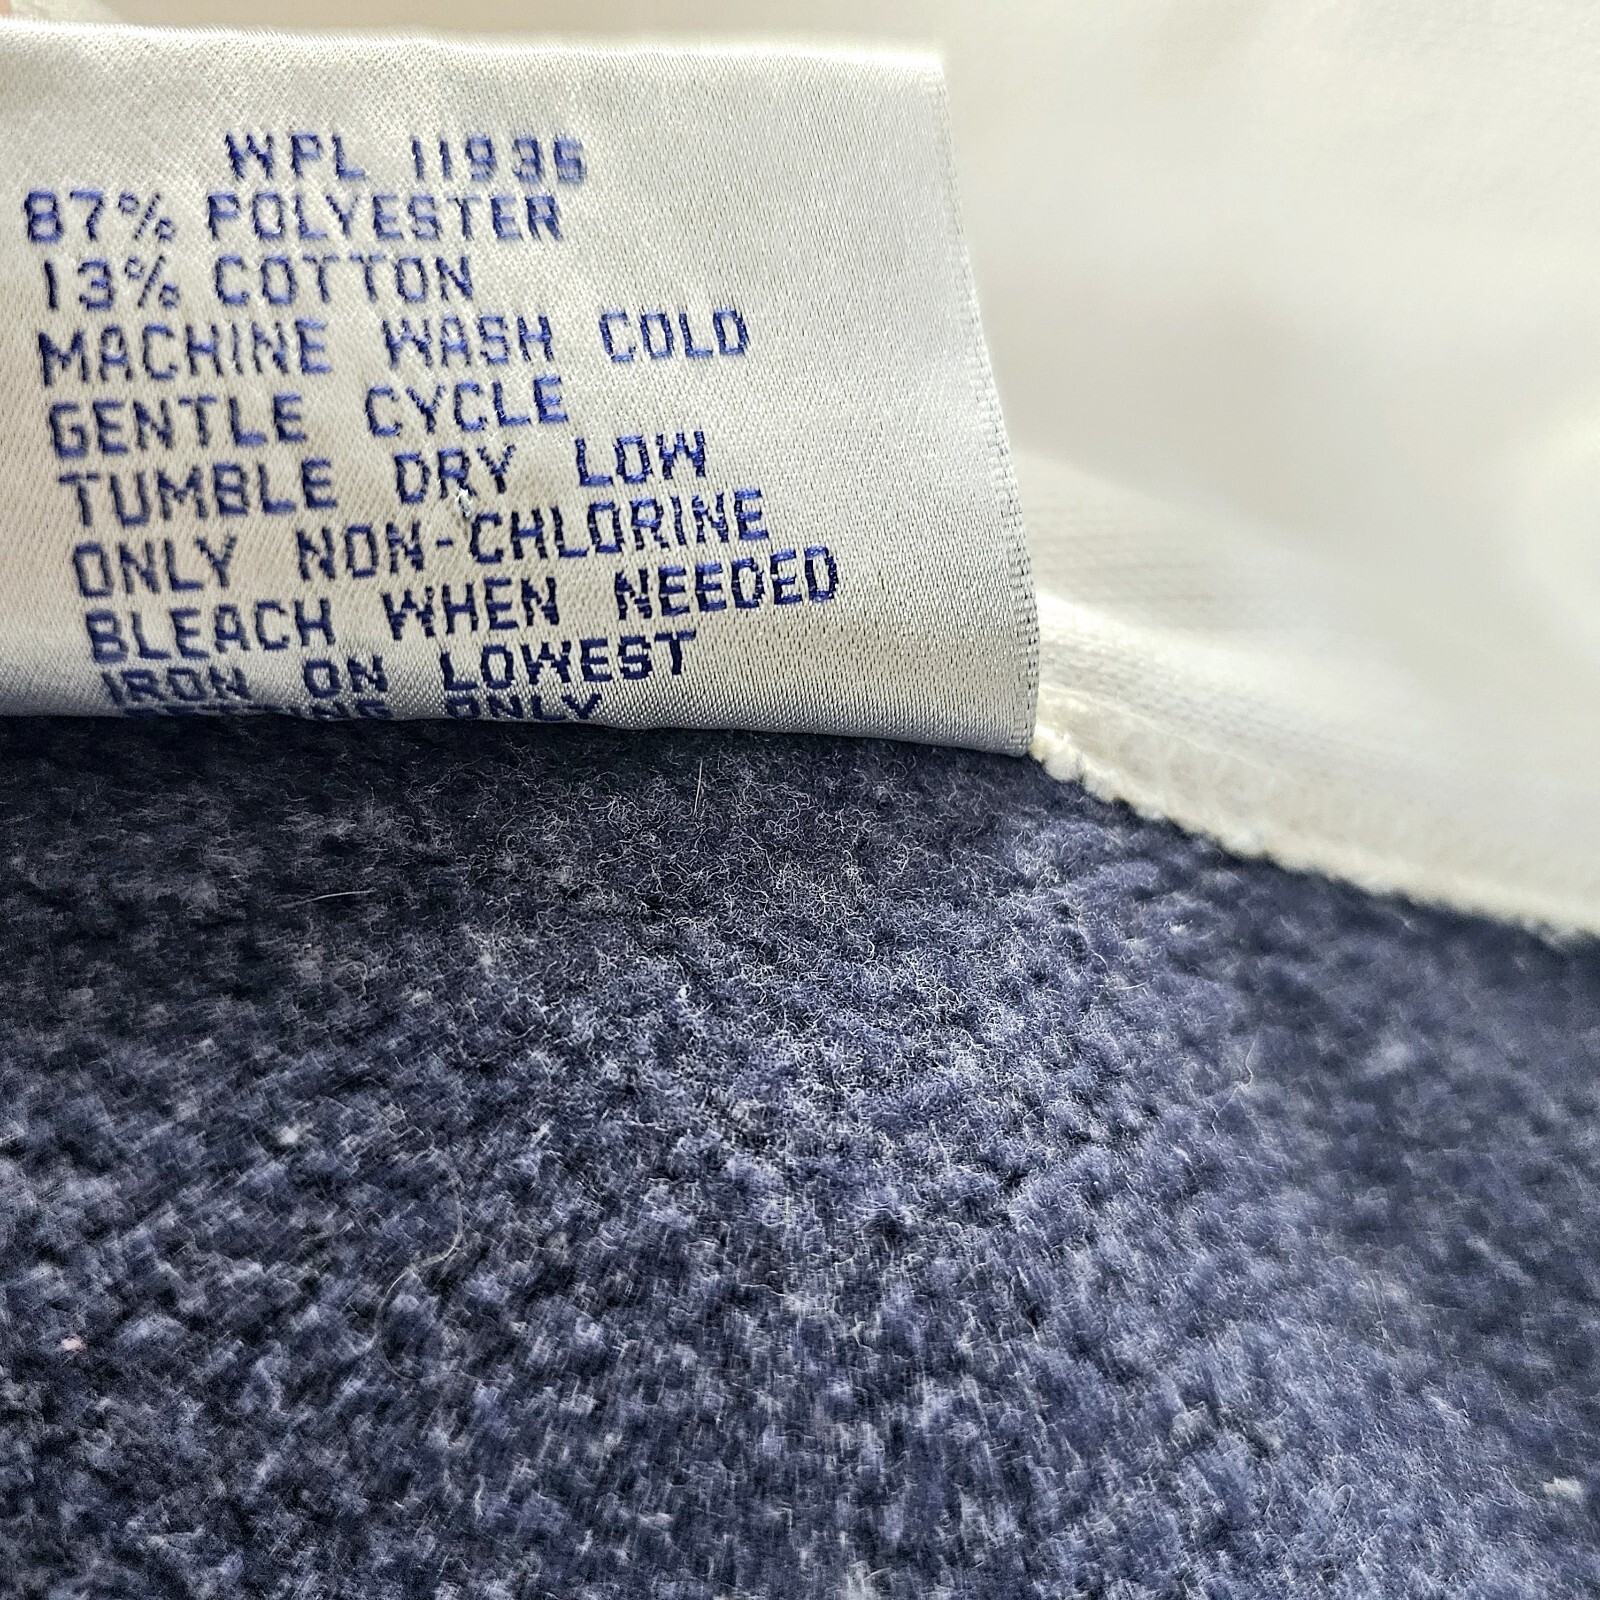 WPL 11936
87% POLYESTER
13% COTTON
MACHINE WASH COLD
GENTLE CYCLE
TUMBLE DRY LOW
ONLY NON-CHLORINE
BLEACH WHEN NEEDED
IRON ON LOWEST
ONLY